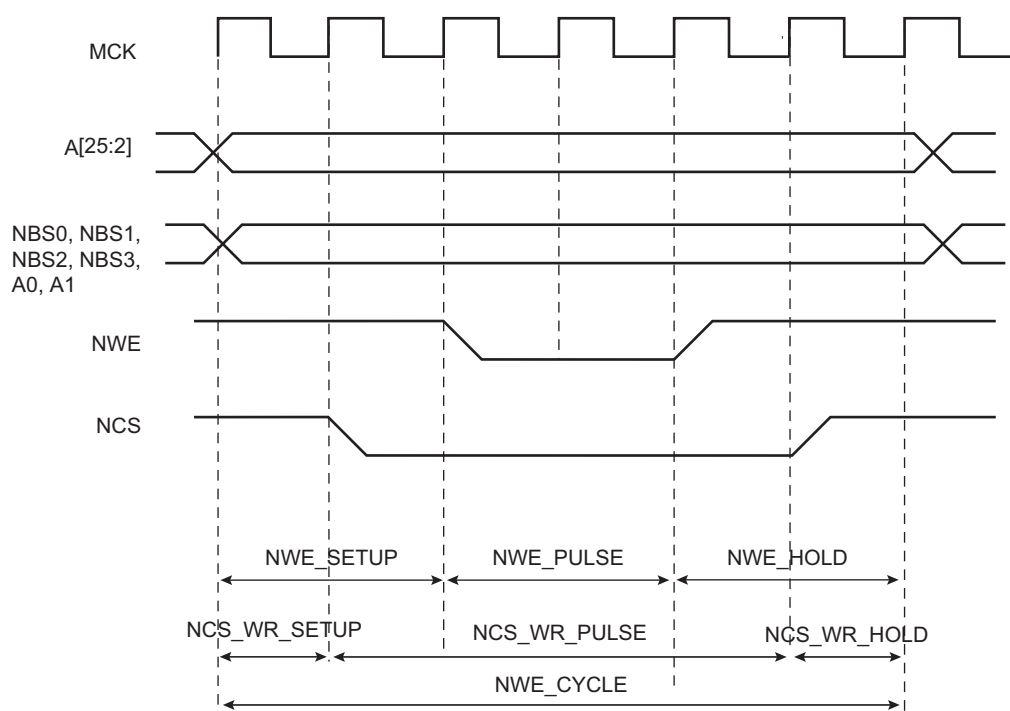 MCK
A[25:2]
NBS0, NBS1,
NBS2, NBS3,
A0, A1
NWE
NCS
NWE_SETUP
NWE_PULSE
NWE_HOLD
NCS_WR_SETUP
NCS_WR_PULSE
NCS_WR_HOLD
NWE_CYCLE